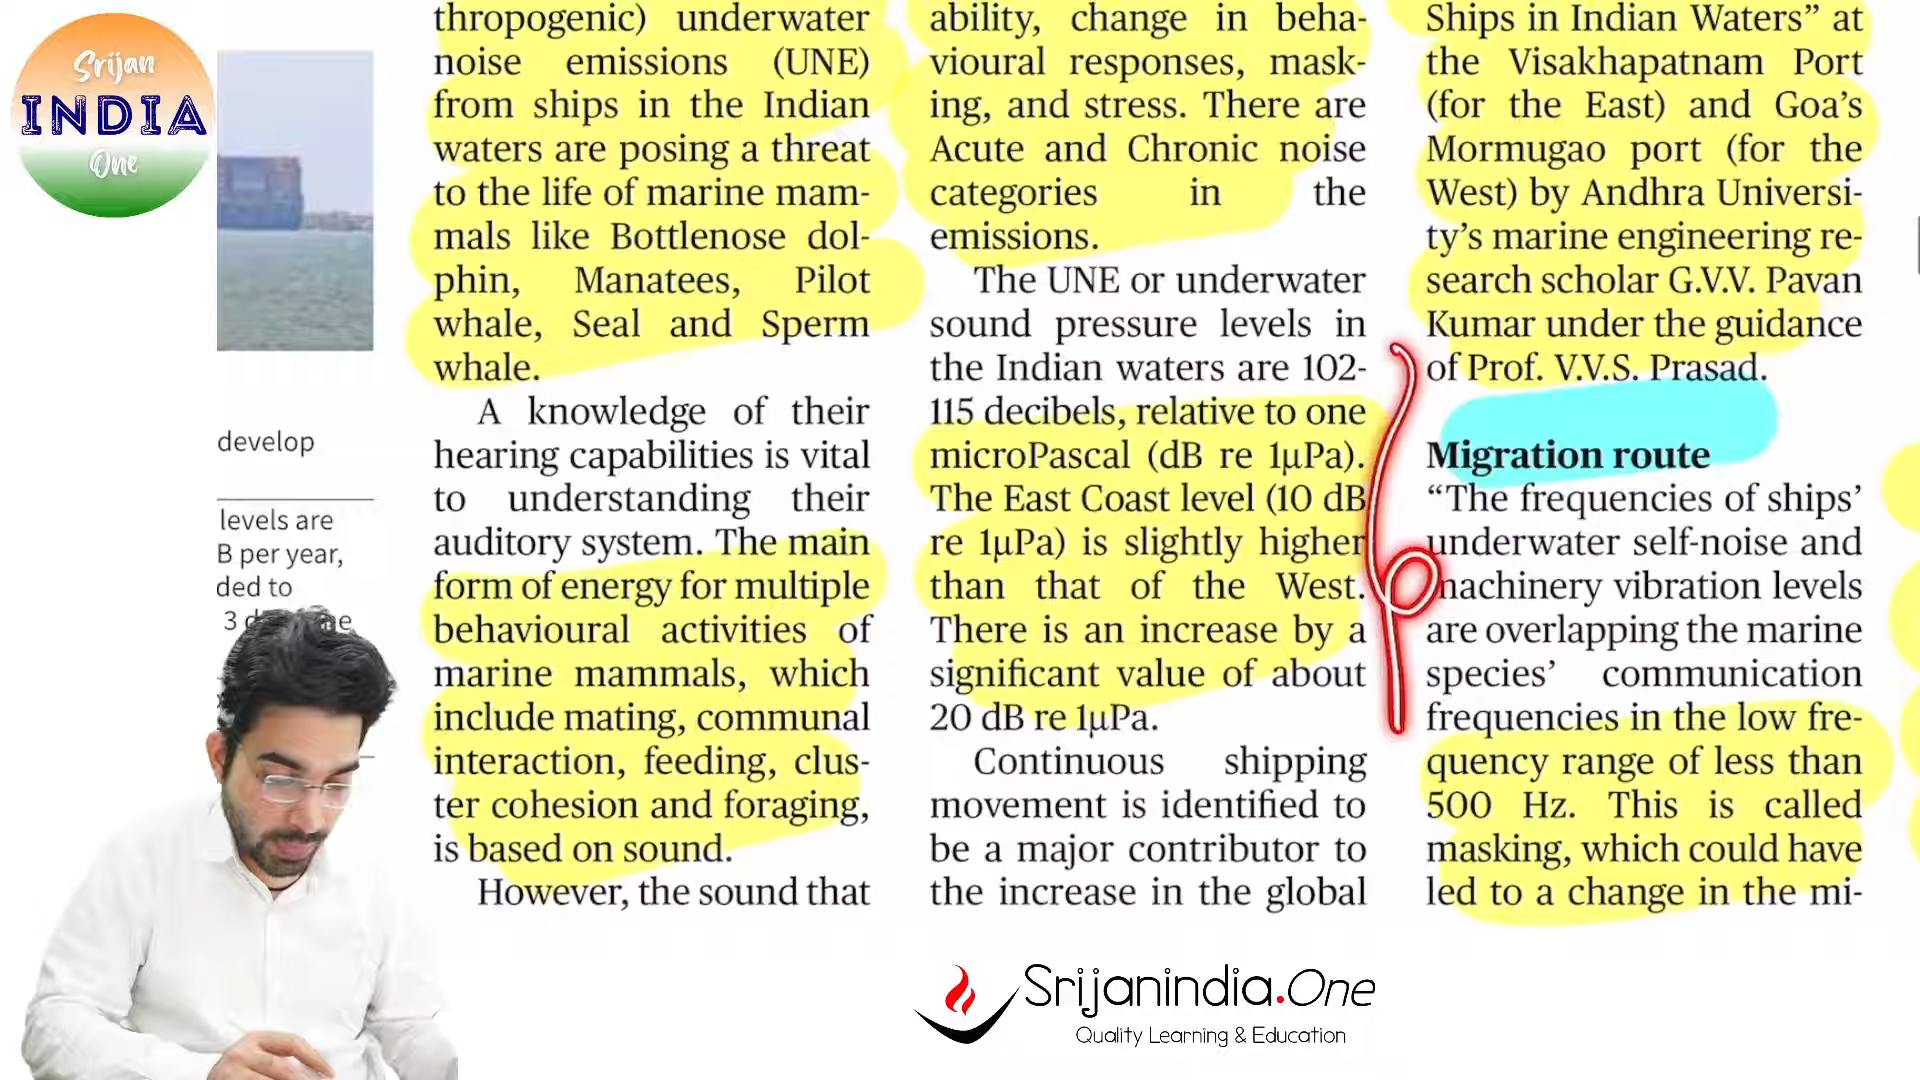 Srijan
INDIA
One
develop
levels are
B per year,
ded to
thropogenic) underwater
noise emissions (UNE)
from ships in the Indian
waters are posing a threat
to the life of marine mam-
mals like Bottlenose dol-
phin, Manatees, Pilot
whale, Seal and Sperm
whale.
A knowledge of their
hearing capabilities is vital
to understanding their
auditory system. The main
form of energy for multiple
behavioural activities of
marine mammals, which
include mating, communal
interaction, feeding, clus-
ter cohesion and foraging,
is based on sound.
However, the sound that
ability, change in beha-
vioural responses, mask-
ing, and stress. There are
Acute and Chronic noise
categories in the
emissions.
The UNE or underwater
sound pressure levels in
the Indian waters are 102-
115 decibels, relative to one
microPascal (dB re 1μPa).
The East Coast level (10 dB
re 1μPa) is slightly higher
than that of the West.
There is an increase by a
significant value of about
20 dB re 1μPa.
Continuous shipping
movement is identified to
be a major contributor to
the increase in the global
Ships in Indian Waters” at
the Visakhapatnam Port
(for the East) and Goa’s
Mormugao port (for the
West) by Andhra Universi-
ty’s marine engineering re-
search scholar G.V.V. Pavan
Kumar under the guidance
of Prof. V.V.S. Prasad.
Migration route
“The frequencies of ships’
underwater self-noise and
machinery vibration levels
are overlapping the marine
species’ communication
frequencies in the low fre-
quency range of less than
500 Hz. This is called
masking, which could have
led to a change in the mi-
Srijanindia.One
Quality Learning & Education